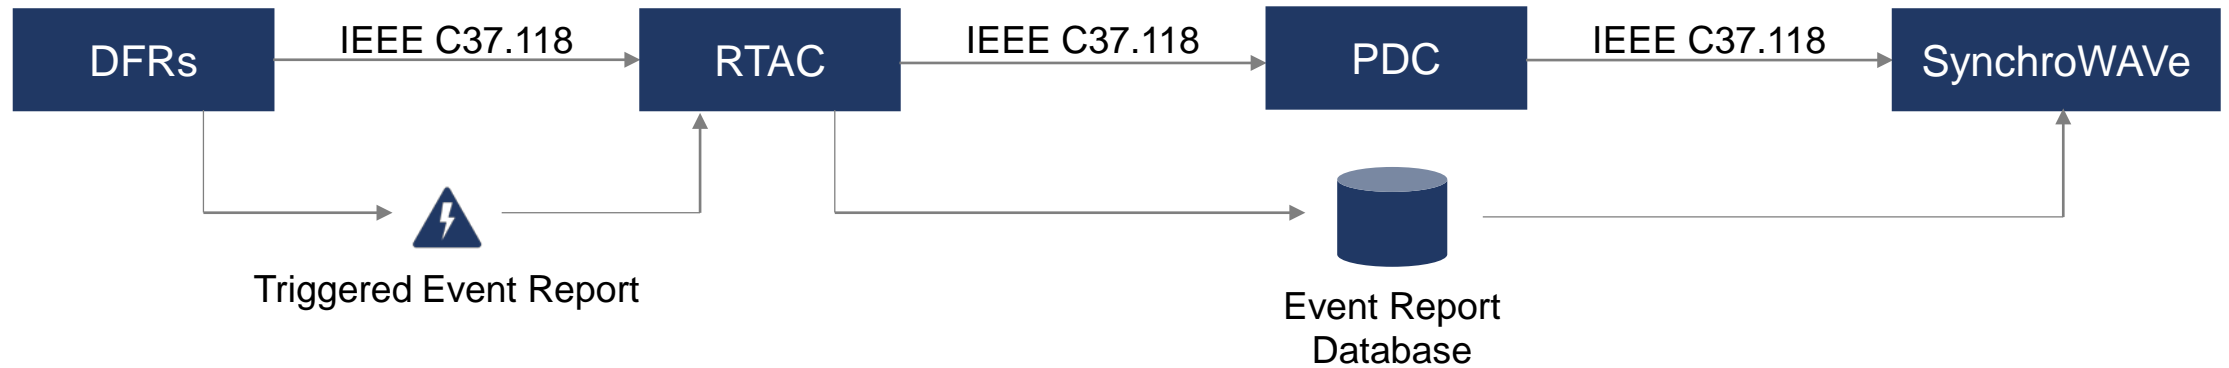 DFRs
IEEE C37.118
RTAC
IEEE C37.118
PDC
IEEE C37.118
SynchroWAVe
Triggered Event Report
Event Report
Database